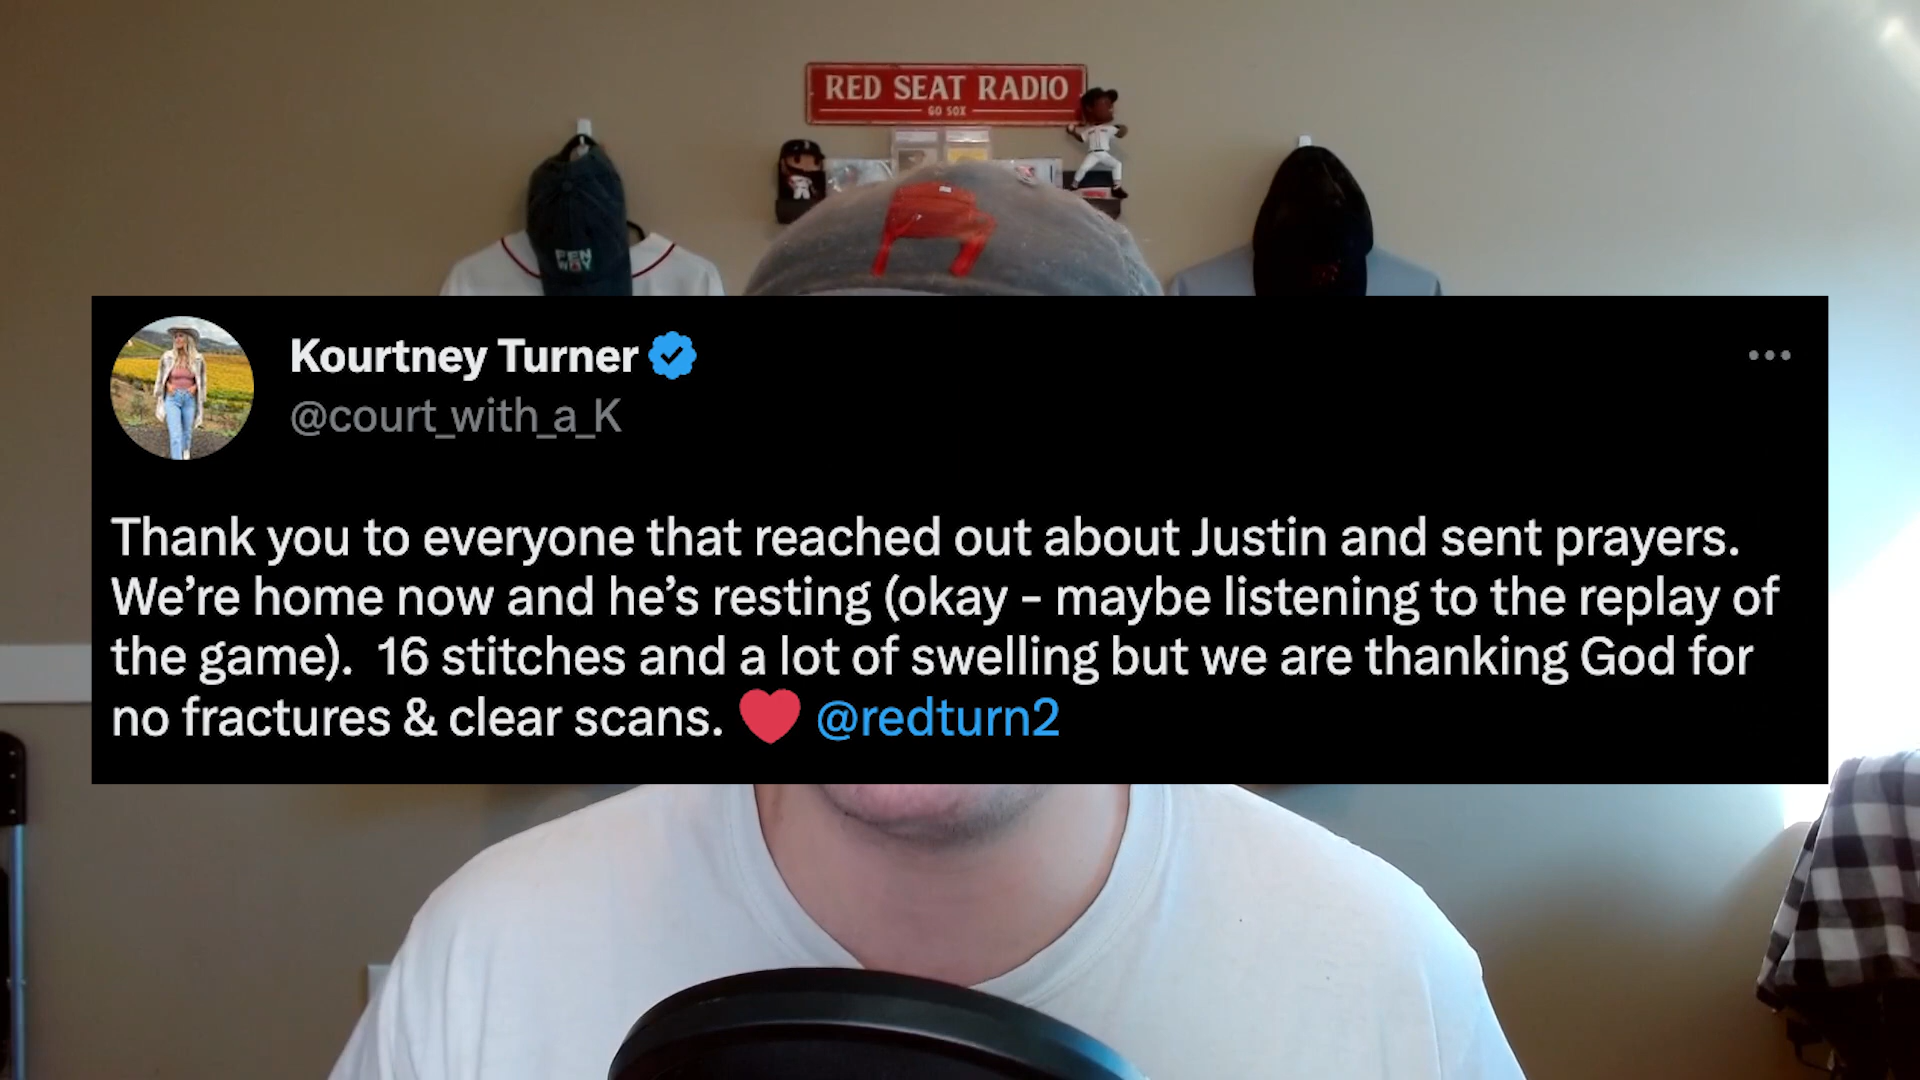 RED SEAT RADIO
GO SOX
FEN
WAY
Kourtney Turner
@court_with_a_K
Thank you to everyone that reached out about Justin and sent prayers.
We’re home now and he’s resting (okay - maybe listening to the replay of
the game).  16 stitches and a lot of swelling but we are thanking God for
no fractures & clear scans. ❤️ @redturn2